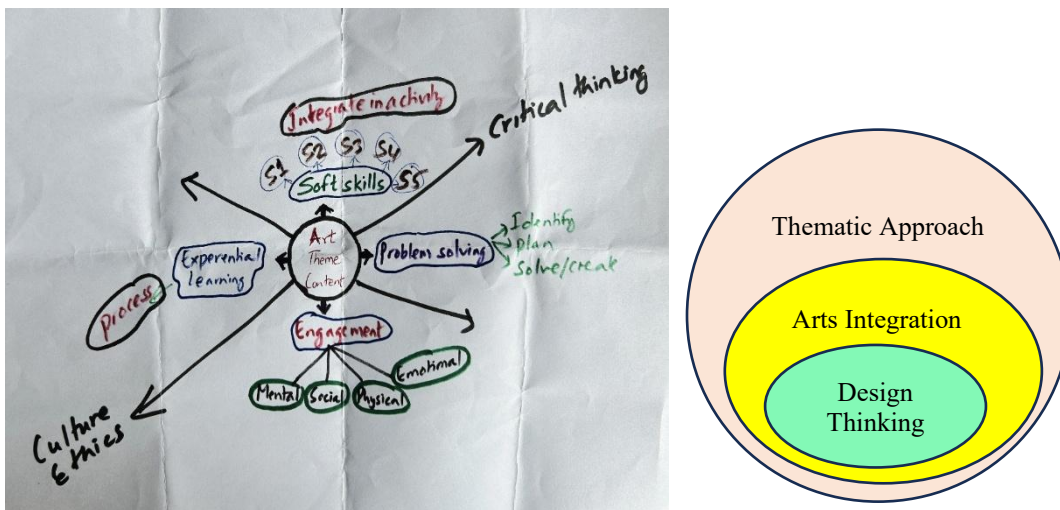 Integrate in activity
Critical thinking
S1 S2 S3 S4 S5
Soft skills
Art
Theme
Content
Experential
Learning
Process
Problem solving
Identify
Plan
Solve/create
Engagement
Mental
Social
Physical
Emotional
Culture
Ethics
Thematic Approach
Arts Integration
Design
Thinking